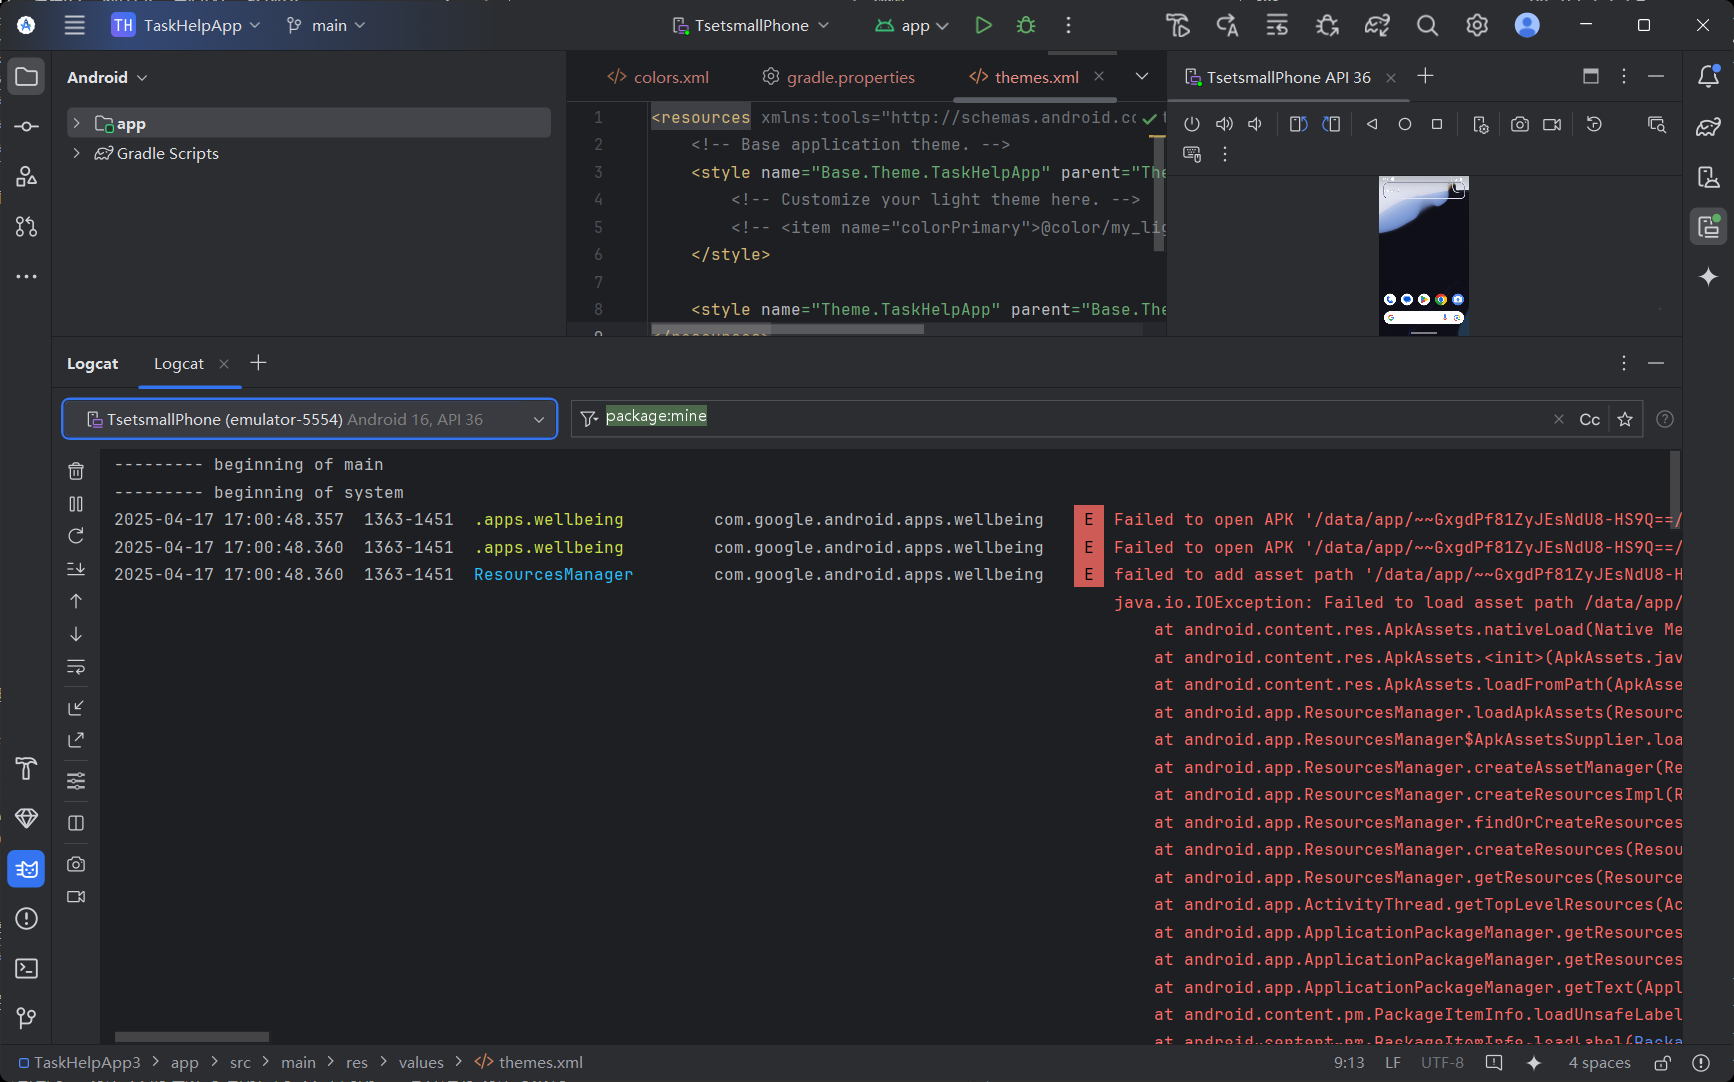 TH TaskHelpApp main TsetsmallPhone app
Android
app
Gradle Scripts
colors.xml gradle.properties themes.xml
1 <resources xmlns:tools="http://schemas.android.co
2 <!-- Base application theme. -->
3 <style name="Base.Theme.TaskHelpApp" parent="The
4 <!-- Customize your light theme here. -->
5 <!-- <item name="colorPrimary">@color/my_lig
6 </style>
7
8 <style name="Theme.TaskHelpApp" parent="Base.The
9 </resources>
TsetsmallPhone API 36
Logcat Logcat
TsetsmallPhone (emulator-5554) Android 16, API 36
package:mine Cc
--------- beginning of main
--------- beginning of system
2025-04-17 17:00:48.357 1363-1451 .apps.wellbeing com.google.android.apps.wellbeing E Failed to open APK '/data/app/~~GxgdPf81ZyJEsNdU8-HS9Q==/
2025-04-17 17:00:48.360 1363-1451 .apps.wellbeing com.google.android.apps.wellbeing E Failed to open APK '/data/app/~~GxgdPf81ZyJEsNdU8-HS9Q==/
2025-04-17 17:00:48.360 1363-1451 ResourcesManager com.google.android.apps.wellbeing E failed to add asset path '/data/app/~~GxgdPf81ZyJEsNdU8-H
java.io.IOException: Failed to load asset path /data/app/
at android.content.res.ApkAssets.nativeLoad(Native Me
at android.content.res.ApkAssets.<init>(ApkAssets.jav
at android.content.res.ApkAssets.loadFromPath(ApkAsse
at android.app.ResourcesManager.loadApkAssets(Resourc
at android.app.ResourcesManager$ApkAssetsSupplier.loa
at android.app.ResourcesManager.createAssetManager(Re
at android.app.ResourcesManager.createResourcesImpl(R
at android.app.ResourcesManager.findOrCreateResources
at android.app.ResourcesManager.createResources(Resou
at android.app.ResourcesManager.getResources(Resource
at android.app.ActivityThread.getTopLevelResources(Ac
at android.app.ApplicationPackageManager.getResources
at android.app.ApplicationPackageManager.getResources
at android.app.ApplicationPackageManager.getText(Appl
at android.content.pm.PackageItemInfo.loadUnsafeLabel
at android.content.pm.PackageItemInfo.loadLabel(Packa
TaskHelpApp3 > app > src > main > res > values > themes.xml
9:13 LF UTF-8 4 spaces